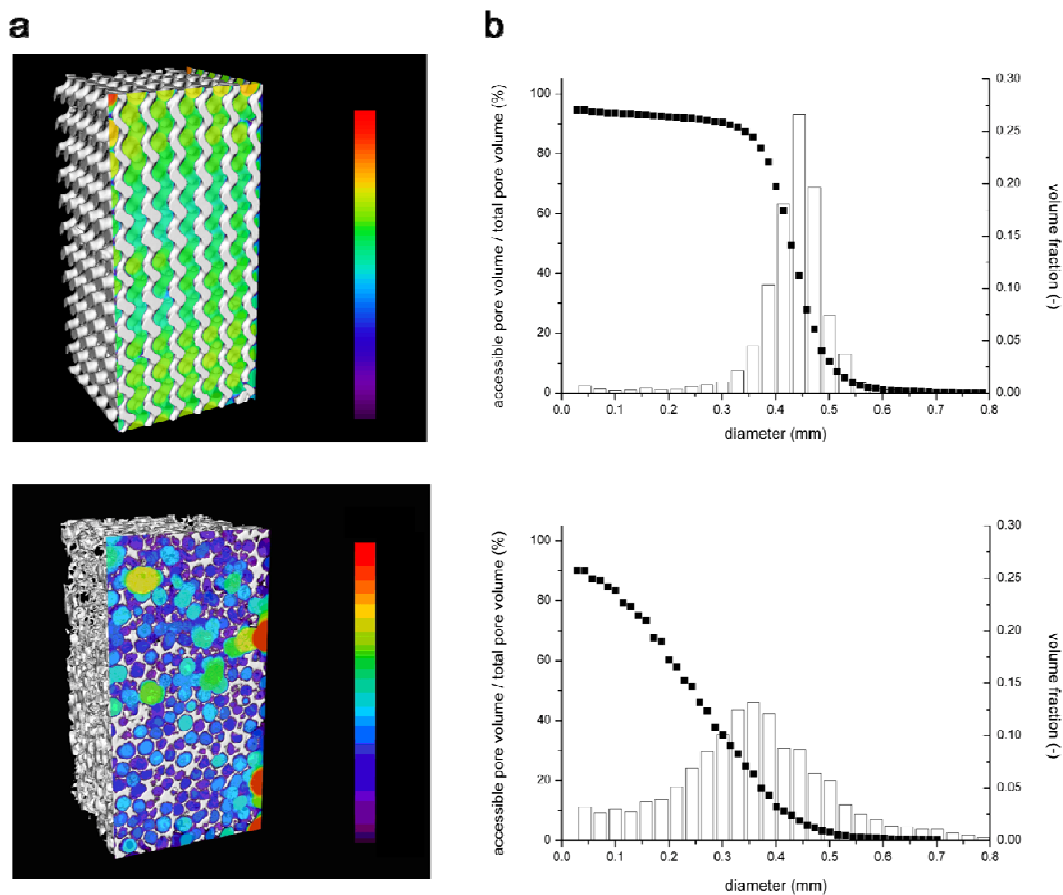 a
b
accessible pore volume / total pore volume (%)
100
80
60
40
20
0
0.30
0.25
0.20
0.15
0.10
0.05
0.00
volume fraction (-)
0.0 0.1 0.2 0.3 0.4 0.5 0.6 0.7 0.8
diameter (mm)
accessible pore volume / total pore volume (%)
100
80
60
40
20
0
0.30
0.25
0.20
0.15
0.10
0.05
0.00
volume fraction (-)
0.0 0.1 0.2 0.3 0.4 0.5 0.6 0.7 0.8
diameter (mm)